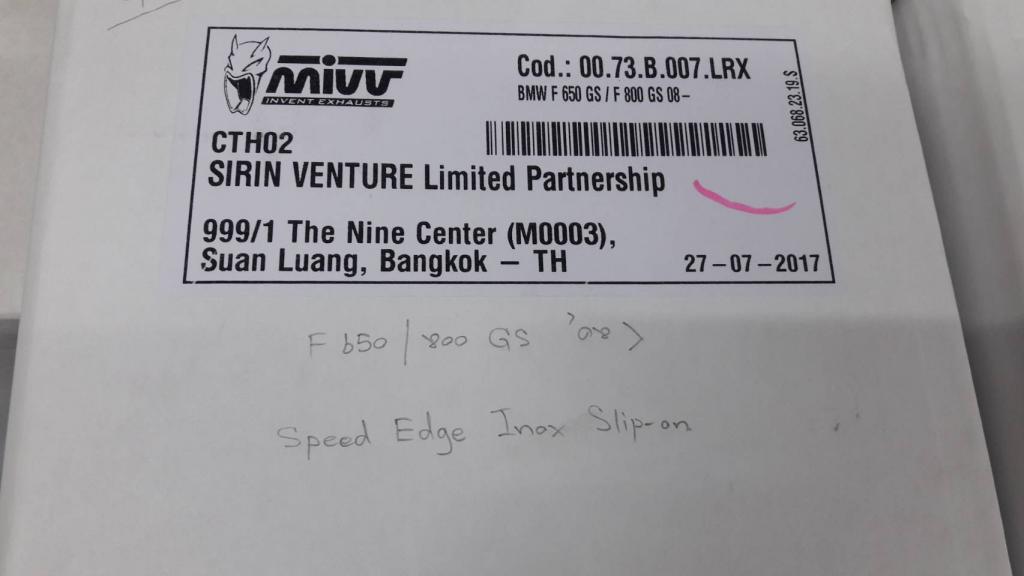 mivv
INVENT EXHAUSTS
Cod.: 00.73.B.007.LRX
BMW F 650 GS / F 800 GS 08-
63.068.23.19.S
CTH02
SIRIN VENTURE Limited Partnership
999/1 The Nine Center (M0003),
Suan Luang, Bangkok - TH
27-07-2017
F 650/800 GS '08>
Speed Edge Inox Slip-on